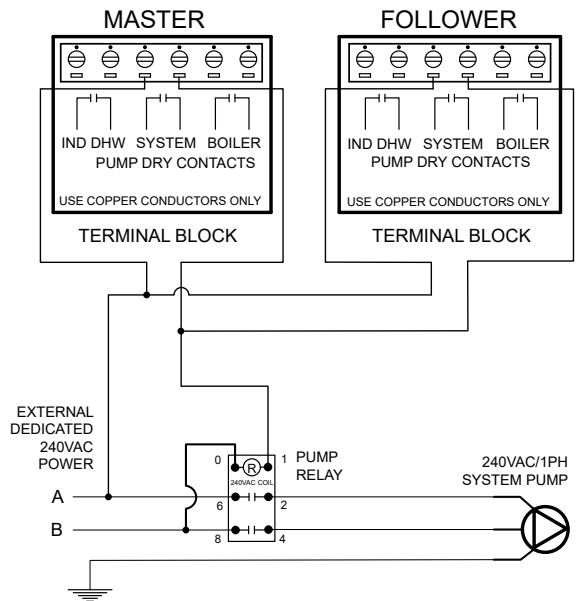 MASTER
FOLLOWER
IND DHW SYSTEM BOILER
PUMP DRY CONTACTS
USE COPPER CONDUCTORS ONLY
TERMINAL BLOCK
IND DHW SYSTEM BOILER
PUMP DRY CONTACTS
USE COPPER CONDUCTORS ONLY
TERMINAL BLOCK
EXTERNAL
DEDICATED
240VAC
POWER
A
B
0
R
1
240VAC COIL
6
2
8
4
PUMP
RELAY
240VAC/1PH
SYSTEM PUMP